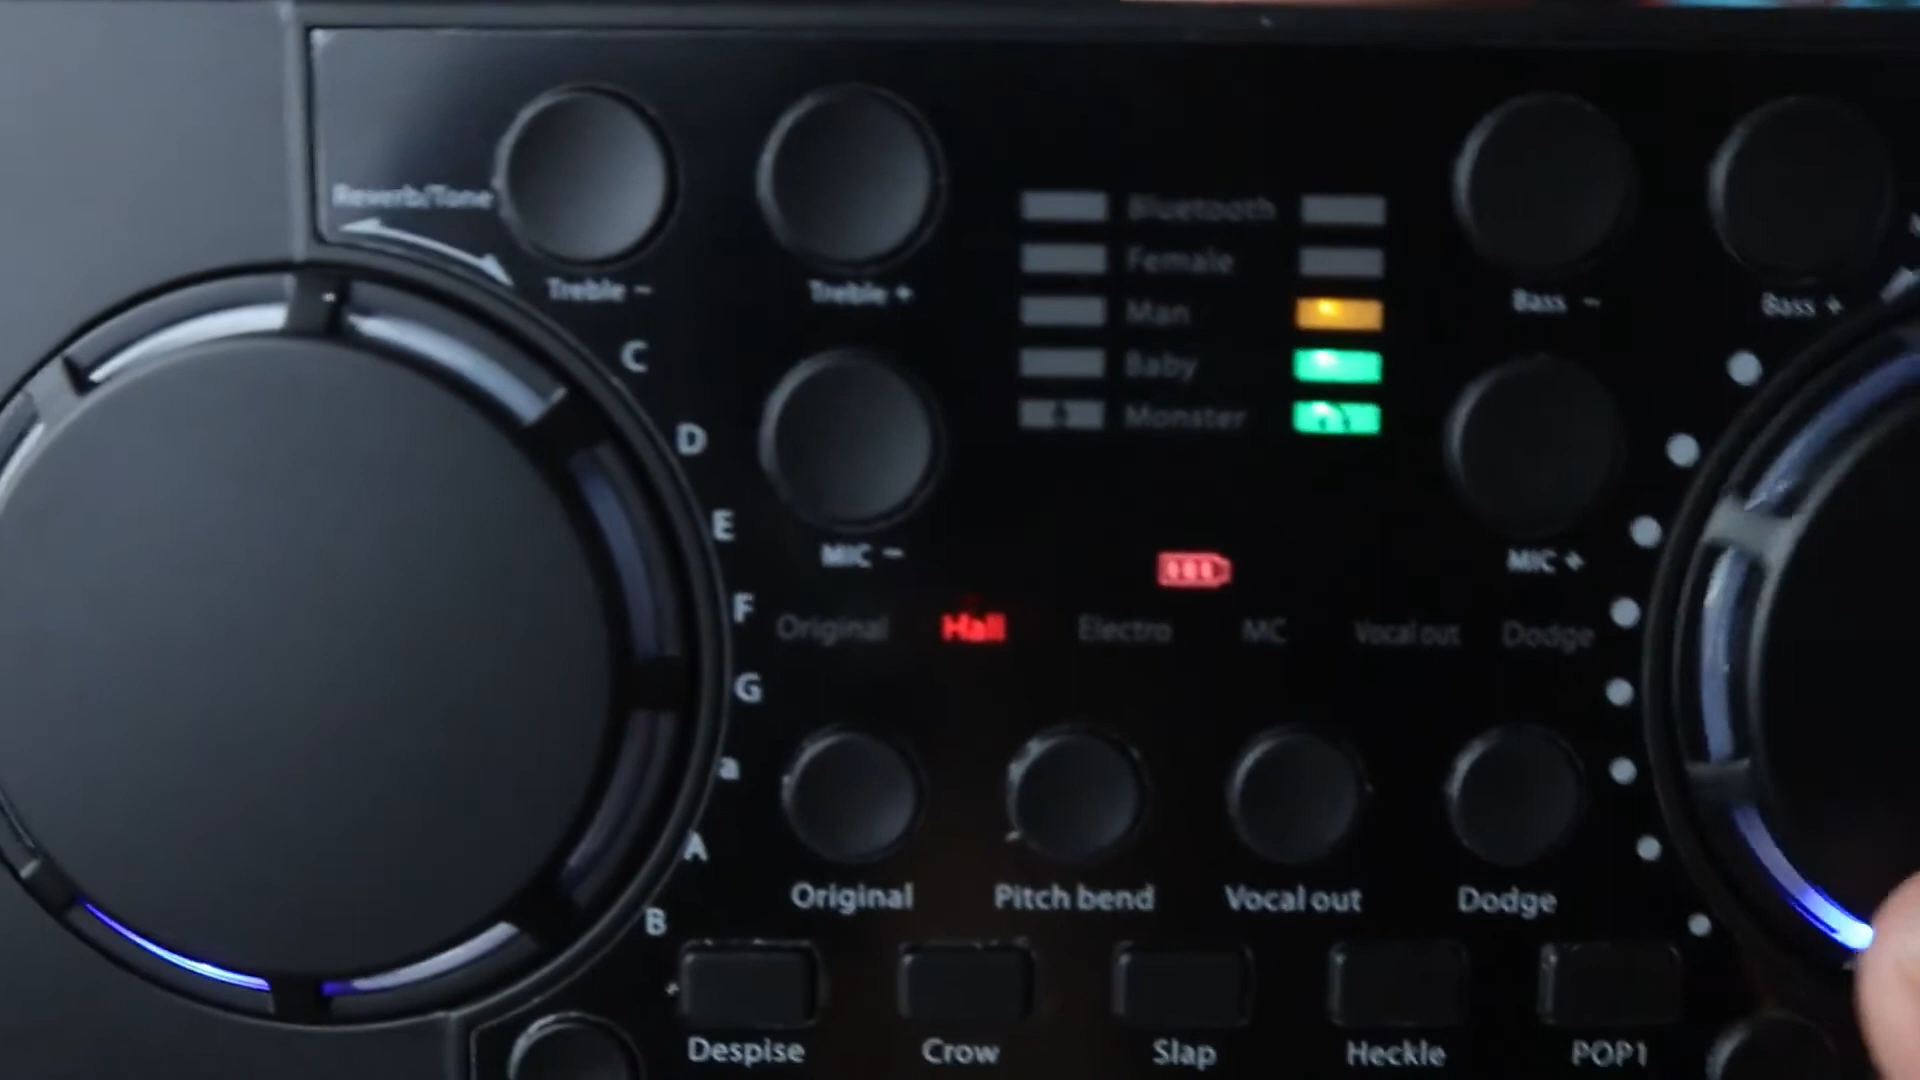 Reverb/Tone
Treble - Treble + Bluetooth Bass - Bass +
Female
Man
Baby
Monster
C
D
E
MIC - MIC +
F
Original Hall Electro MC Vocal out Dodge
G
a
A
Original Pitch bend Vocal out Dodge
B
Despise Crow Slap Heckle POP1